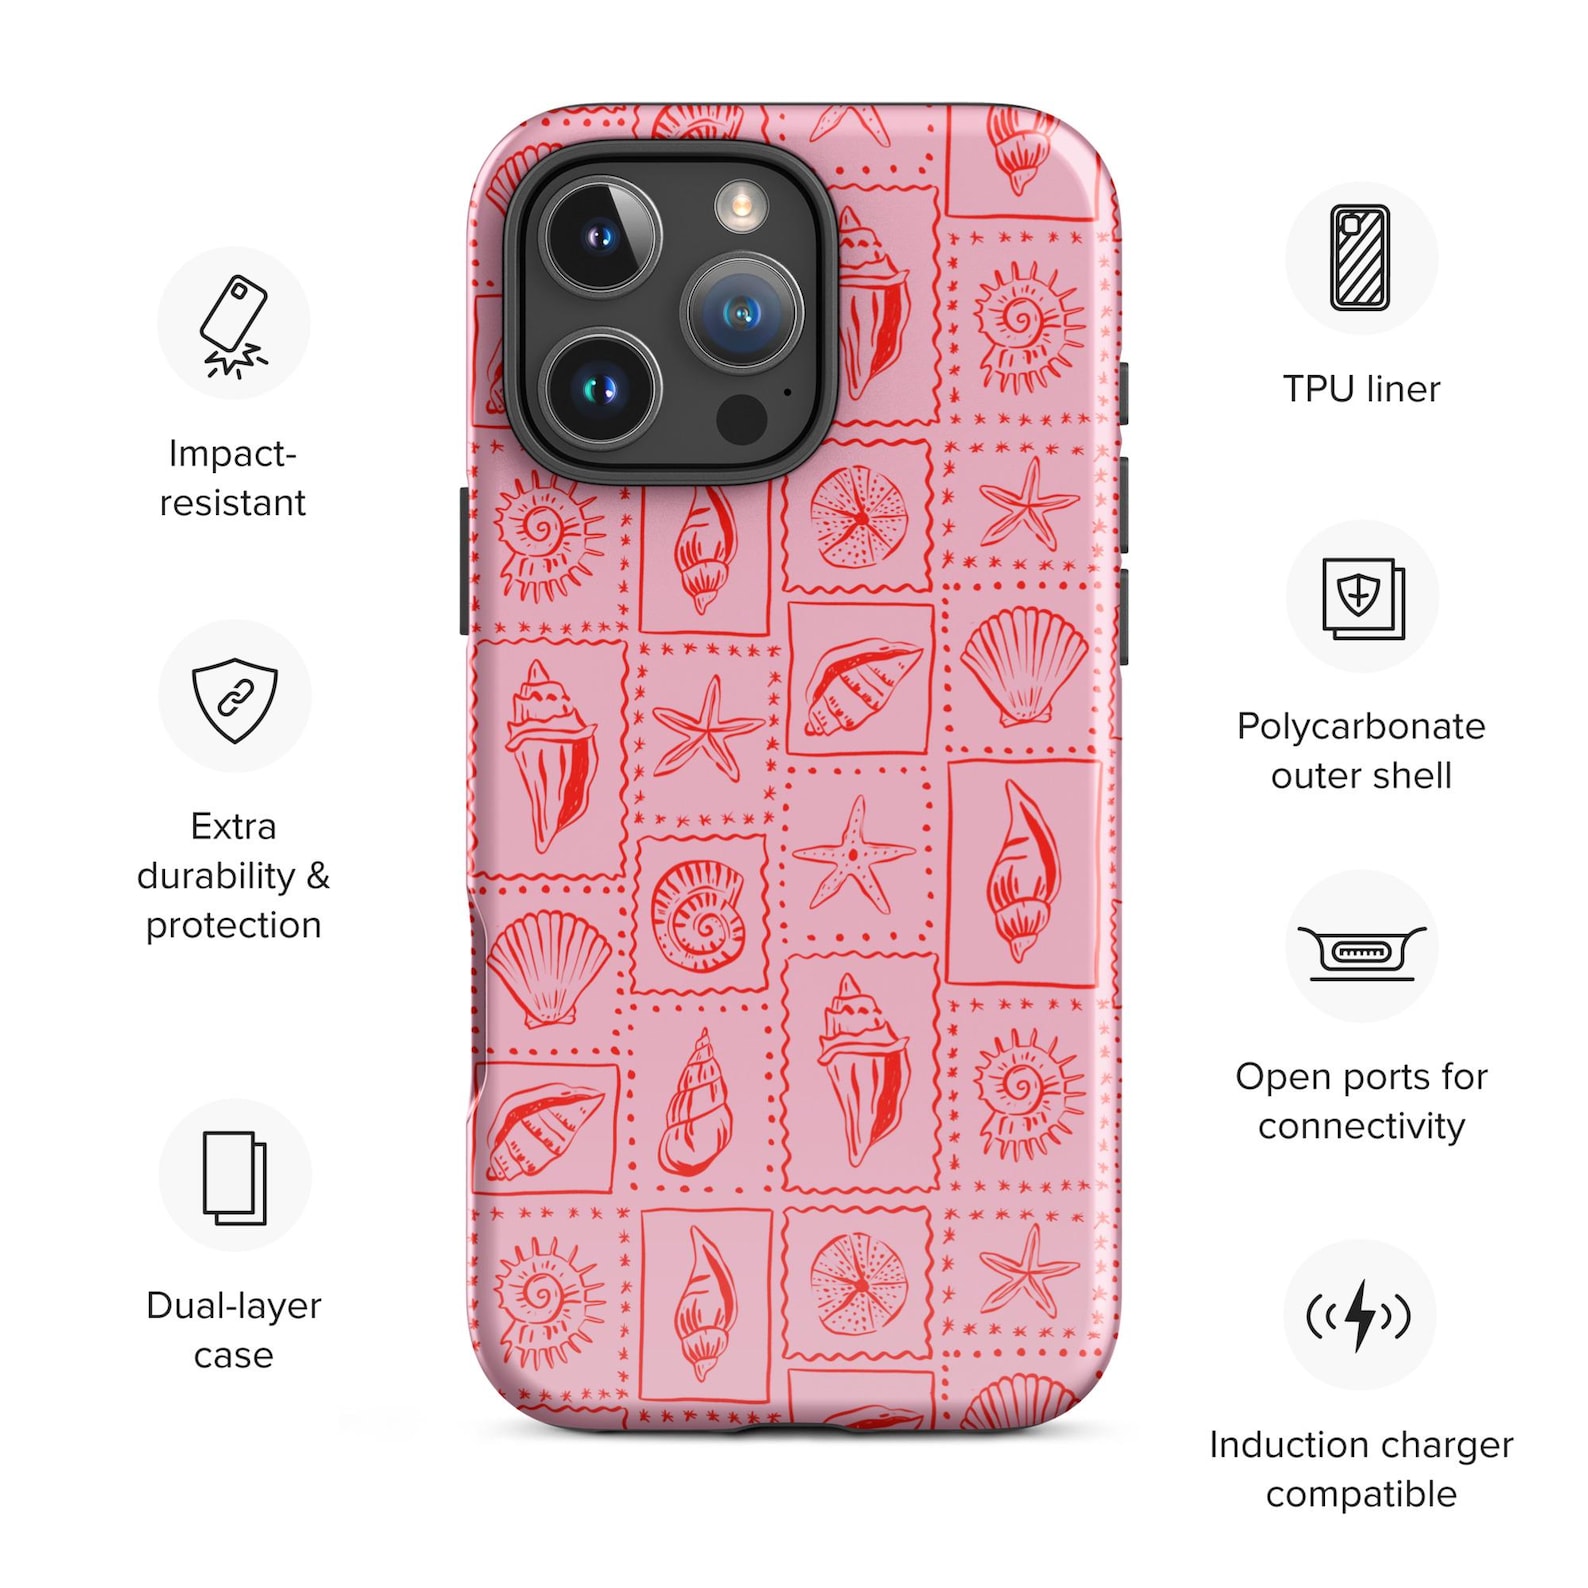 Impact-
resistant
Extra
durability &
protection
Dual-layer
case
TPU liner
Polycarbonate
outer shell
Open ports for
connectivity
Induction charger
compatible